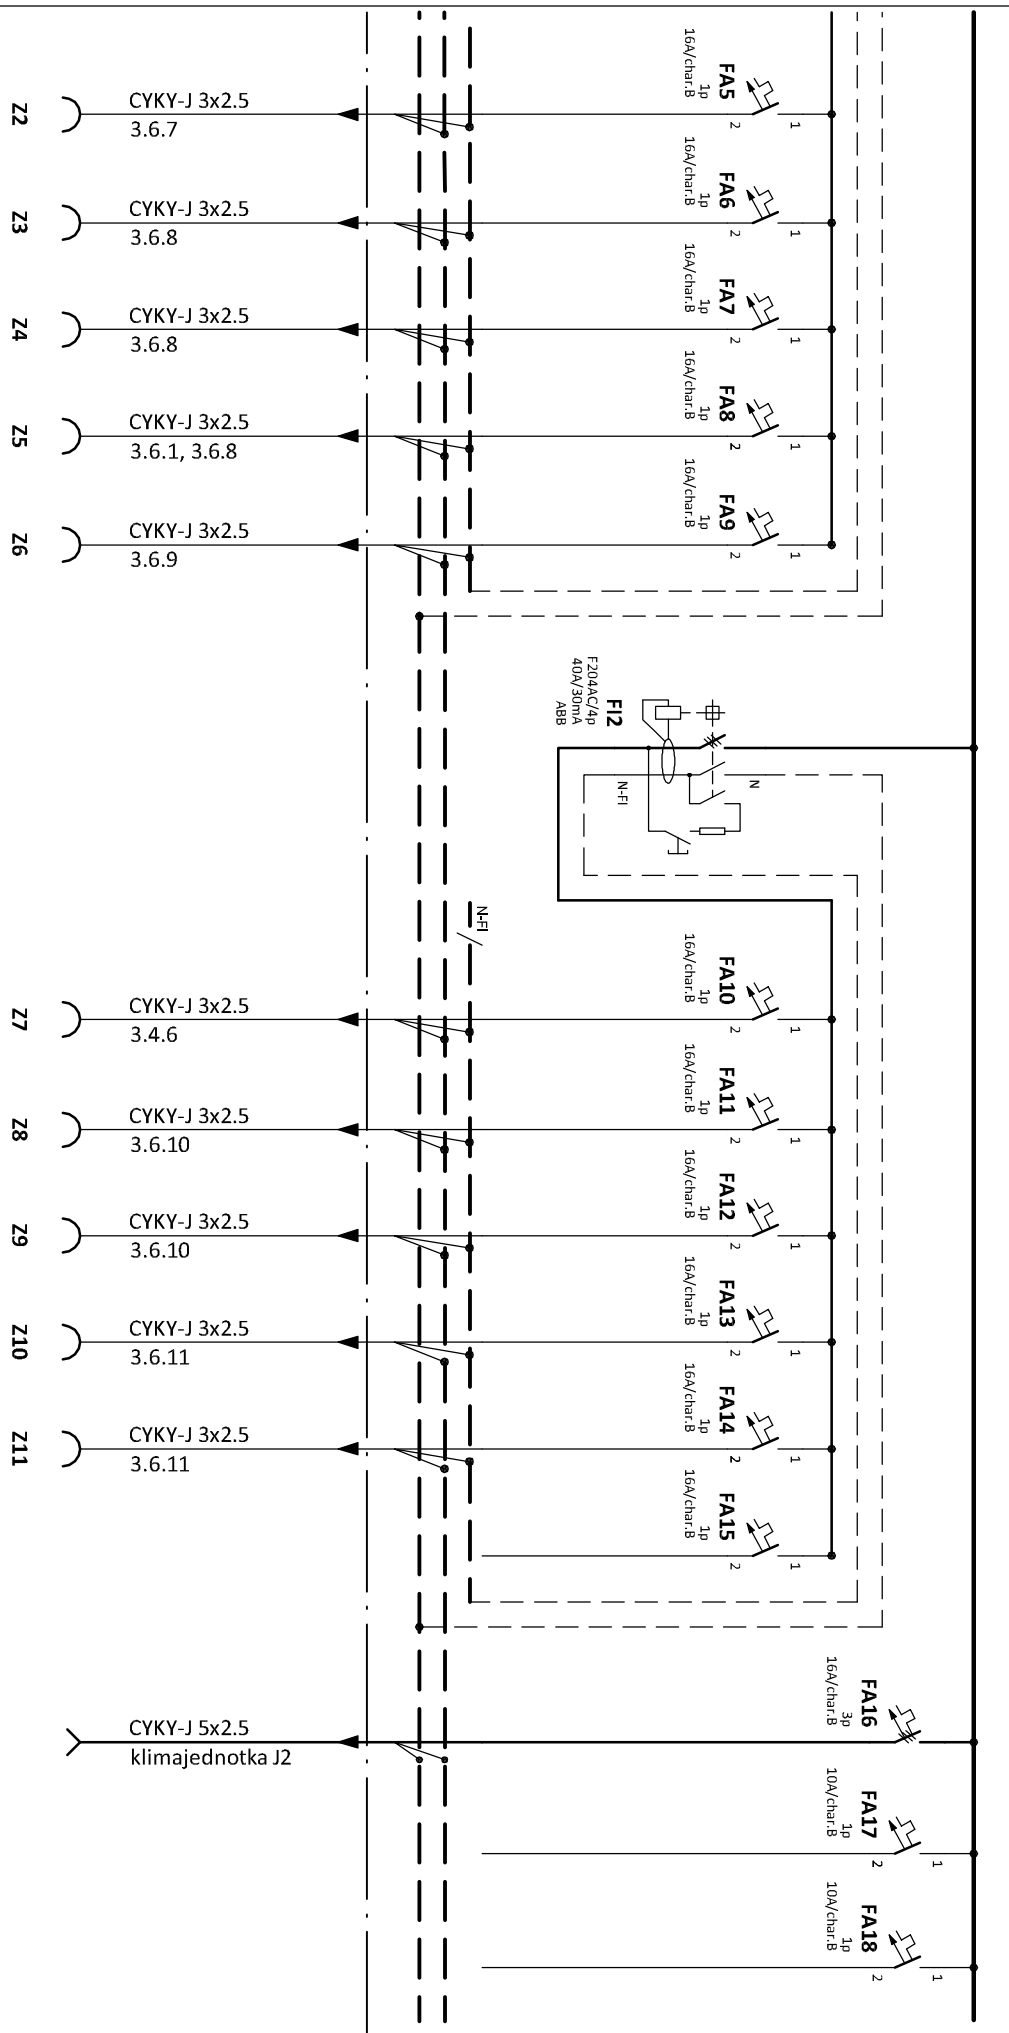 FA5
1p
16A/char.B
1
2
CYKY-J 3x2.5
3.6.7
Z2
FA6
1p
16A/char.B
1
2
CYKY-J 3x2.5
3.6.8
Z3
FA7
1p
16A/char.B
1
2
CYKY-J 3x2.5
3.6.8
Z4
FA8
1p
16A/char.B
1
2
CYKY-J 3x2.5
3.6.1, 3.6.8
Z5
FA9
1p
16A/char.B
1
2
CYKY-J 3x2.5
3.6.9
Z6
FI2
F204AC/4p
40A/30mA
ABB
N
N-FI
N-FI
FA10
1p
16A/char.B
1
2
CYKY-J 3x2.5
3.4.6
Z7
FA11
1p
16A/char.B
1
2
CYKY-J 3x2.5
3.6.10
Z8
FA12
1p
16A/char.B
1
2
CYKY-J 3x2.5
3.6.10
Z9
FA13
1p
16A/char.B
1
2
CYKY-J 3x2.5
3.6.11
Z10
FA14
1p
16A/char.B
1
2
CYKY-J 3x2.5
3.6.11
Z11
FA15
1p
16A/char.B
1
2
FA16
3p
16A/char.B
CYKY-J 5x2.5
klimajednotka J2
FA17
1p
10A/char.B
1
2
FA18
1p
10A/char.B
1
2